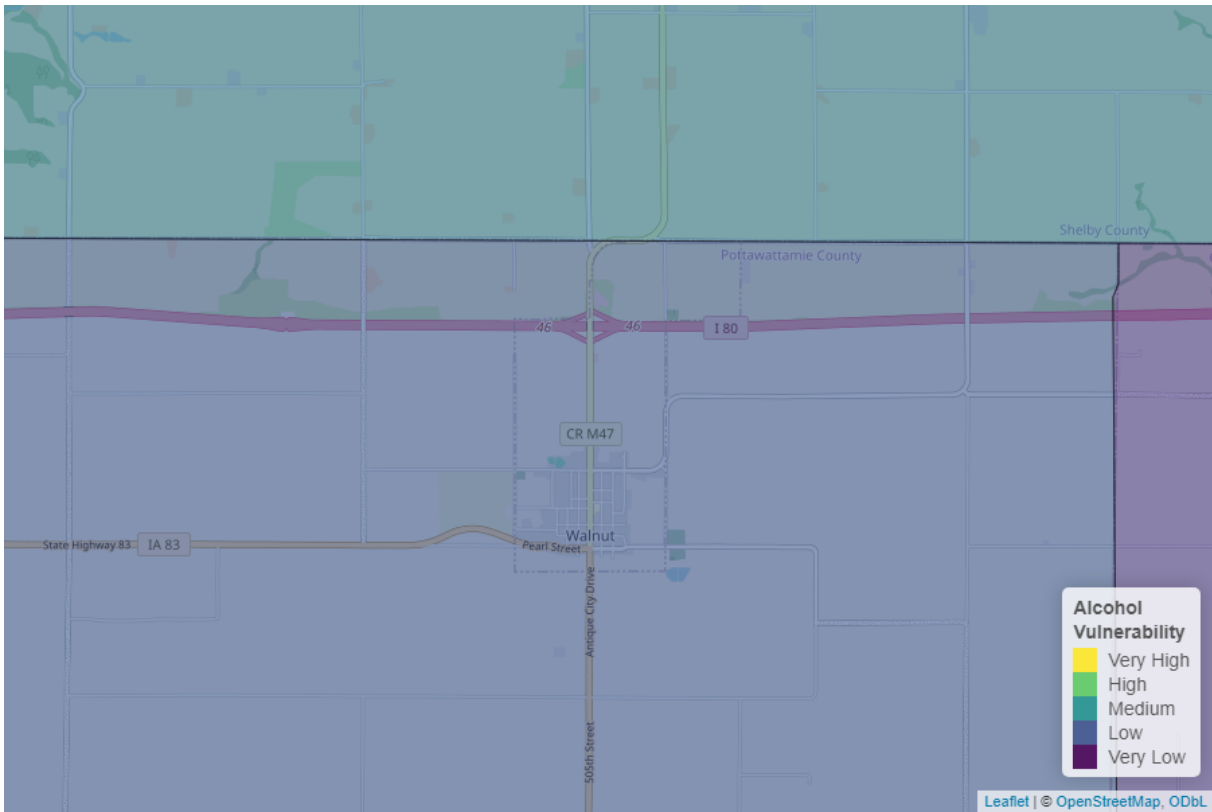 Shelby County
Pottawattamie County
46
46
I 80
CR M47
Walnut
State Highway 83
IA 83
Pearl Street
Antique City Drive
505th Street
Alcohol
Vulnerability
Very High
High
Medium
Low
Very Low
Leaflet | © OpenStreetMap, ODbL